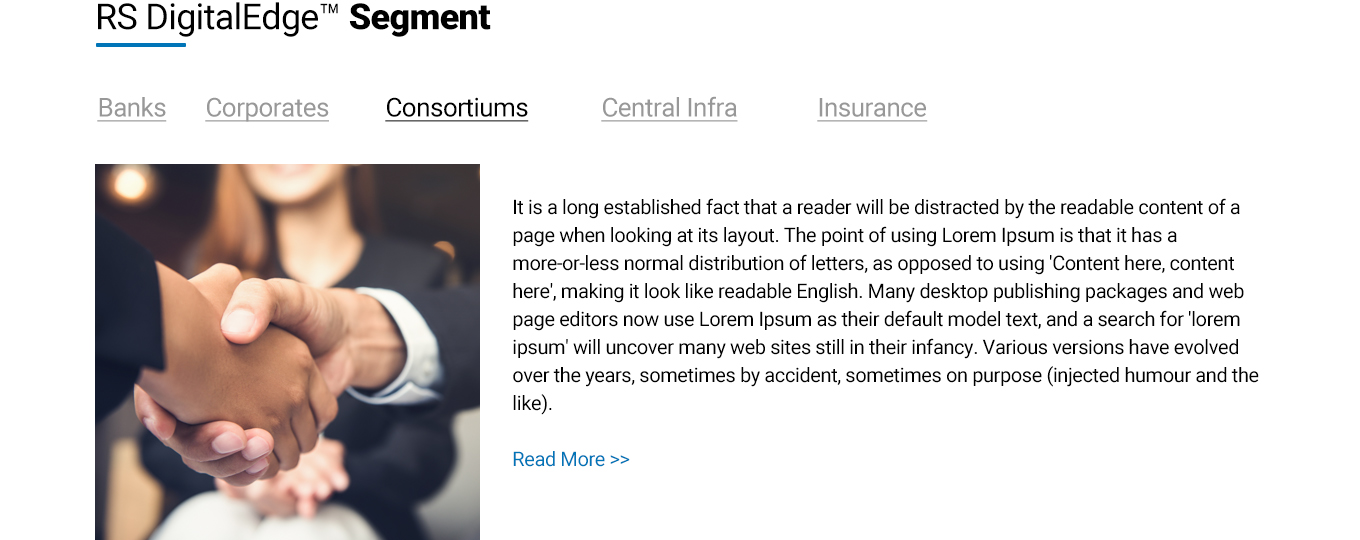 RS DigitalEdge™ Segment
Banks Corporates Consortiums Central Infra Insurance
It is a long established fact that a reader will be distracted by the readable content of a
page when looking at its layout. The point of using Lorem Ipsum is that it has a
more-or-less normal distribution of letters, as opposed to using 'Content here, content
here', making it look like readable English. Many desktop publishing packages and web
page editors now use Lorem Ipsum as their default model text, and a search for 'lorem
ipsum' will uncover many web sites still in their infancy. Various versions have evolved
over the years, sometimes by accident, sometimes on purpose (injected humour and the
like).
Read More >>